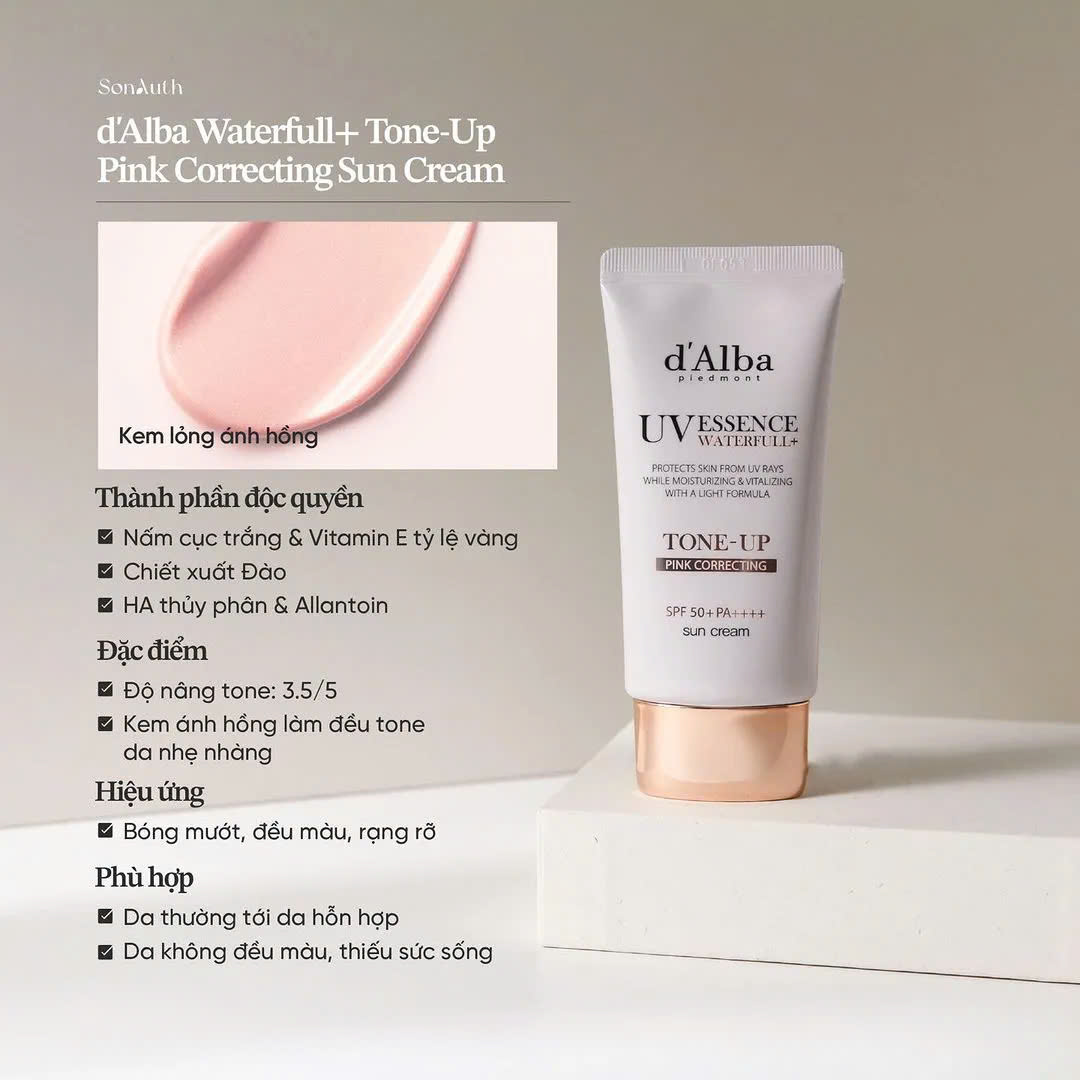 SonAuth
d'Alba Waterfull+ Tone-Up
Pink Correcting Sun Cream
Kem lỏng ánh hồng
Thành phần độc quyền
Nấm cục trắng & Vitamin E tỷ lệ vàng
Chiết xuất Đào
HA thủy phân & Allantoin
Đặc điểm
Độ nâng tone: 3.5/5
Kem ánh hồng làm đều tone
da nhẹ nhàng
Hiệu ứng
Bóng mướt, đều màu, rạng rỡ
Phù hợp
Da thường tới da hỗn hợp
Da không đều màu, thiếu sức sống
d'Alba
piedmont
UV ESSENCE
WATERFULL+
PROTECTS SKIN FROM UV RAYS
WHILE MOISTURIZING & VITALIZING
WITH A LIGHT FORMULA
TONE-UP
PINK CORRECTING
SPF 50+ PA++++
sun cream